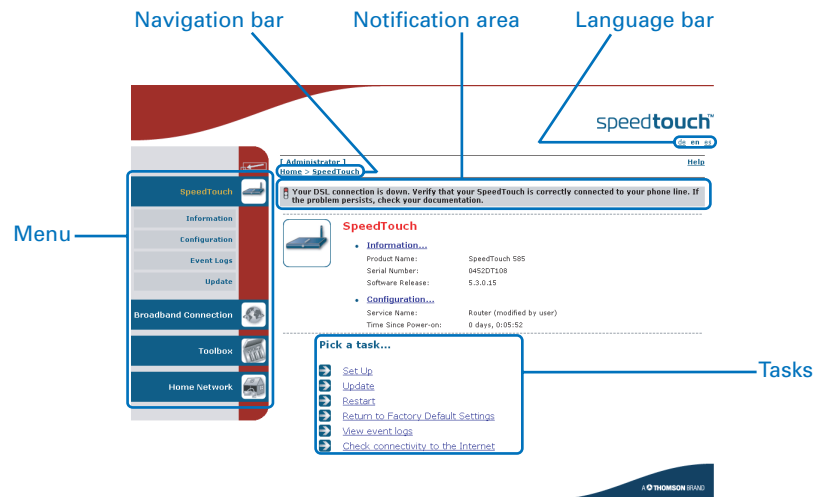 Navigation bar
Notification area
Language bar
speedtouch™
de en es
[ Administrator ]
Help
Home > SpeedTouch
Your DSL connection is down. Verify that your SpeedTouch is correctly connected to your phone line. If
the problem persists, check your documentation.
Menu
SpeedTouch
Information
Configuration
Event Logs
Update
Broadband Connection
Toolbox
Home Network
SpeedTouch
• Information...
Product Name: SpeedTouch 585
Serial Number: 0452DT108
Software Release: 5.3.0.15
• Configuration...
Service Name: Router (modified by user)
Time Since Power-on: 0 days, 0:05:52
Pick a task...
Set Up
Update
Restart
Return to Factory Default Settings
View event logs
Check connectivity to the Internet
Tasks
A THOMSON BRAND